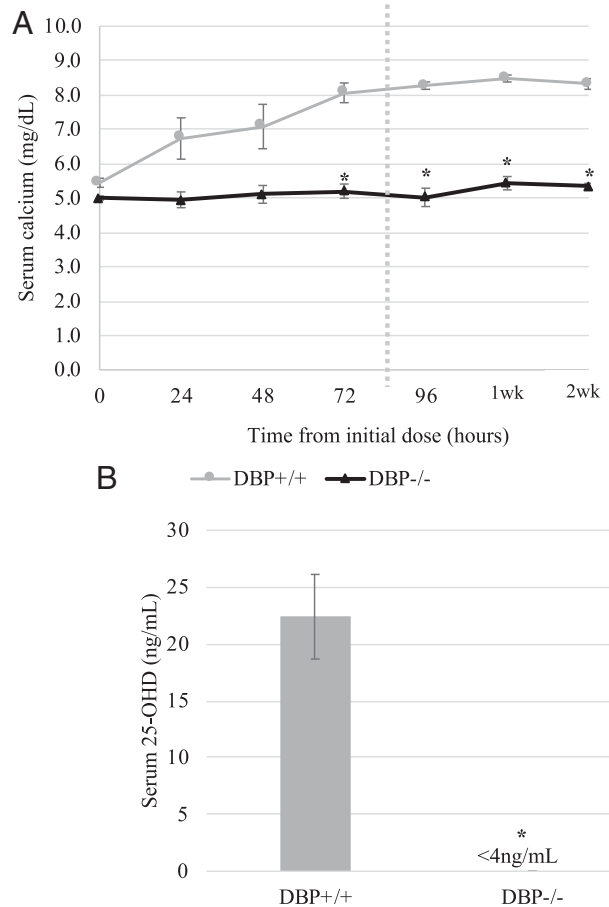 A
10.0
9.0
8.0
7.0
6.0
5.0
4.0
3.0
2.0
1.0
0.0
Serum calcium (mg/dL)
* * * *
0 24 48 72 96 1wk 2wk
Time from initial dose (hours)
B
DBP+/+ DBP-/-
30
25
20
15
10
5
0
Serum 25-OHD (ng/mL)
*
<4ng/mL
DBP+/+ DBP-/-